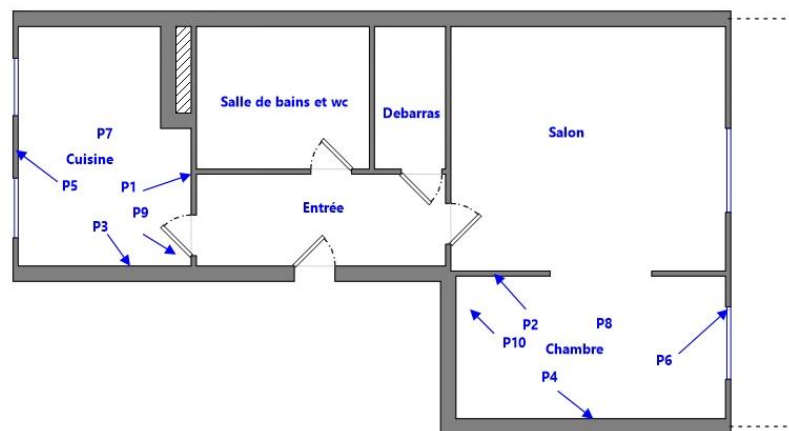 Salle de bains et wc
Debarras
Salon
P7
Cuisine
P5
P1
P9
Entrée
P3
P2
P8
P10
Chambre
P6
P4